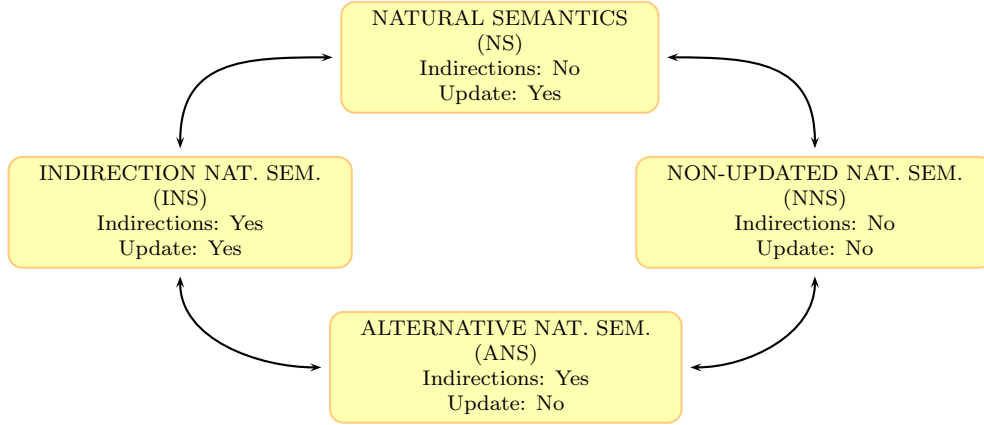 NATURAL SEMANTICS
(NS)
Indirections: No
Update: Yes
INDIRECTION NAT. SEM.
(INS)
Indirections: Yes
Update: Yes
NON-UPDATED NAT. SEM.
(NNS)
Indirections: No
Update: No
ALTERNATIVE NAT. SEM.
(ANS)
Indirections: Yes
Update: No